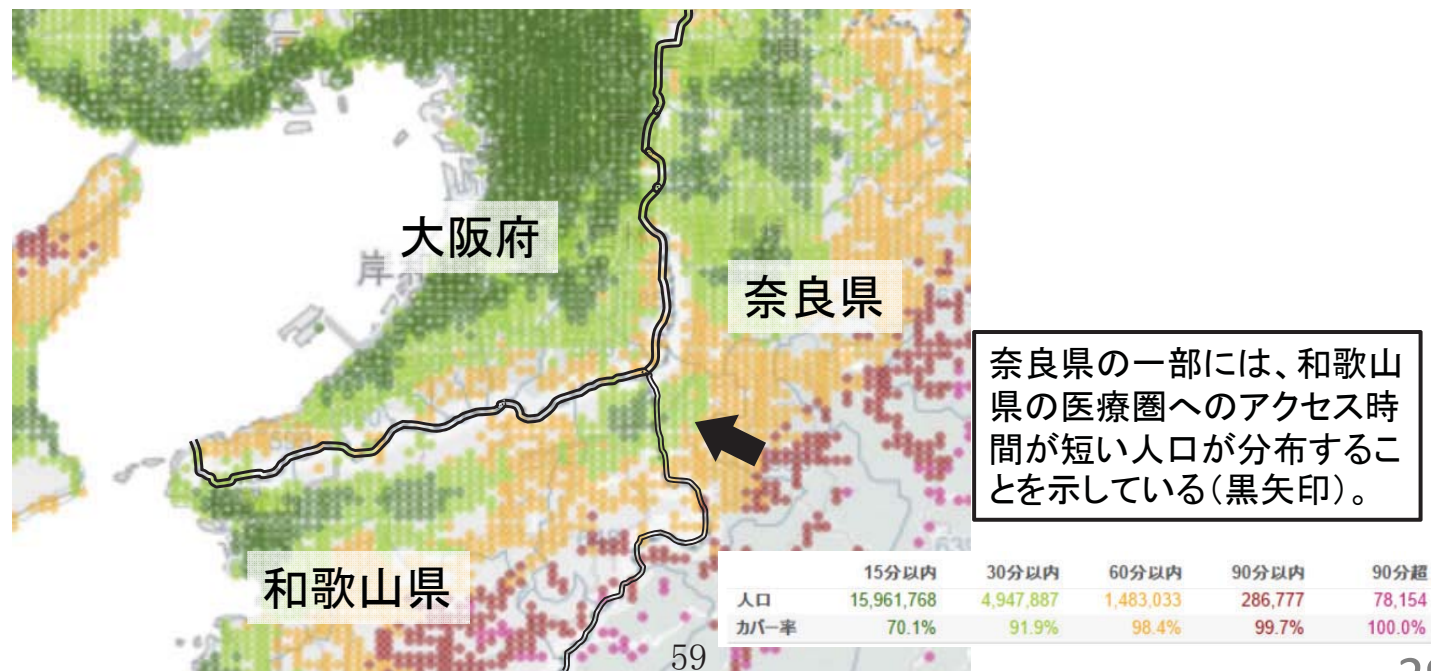 大阪府
岸
奈良県
和歌山県
奈良県の一部には、和歌山
県の医療圏へのアクセス時
間が短い人口が分布するこ
とを示している(黒矢印)。
15分以内 30分以内 60分以内 90分以内 90分超
人口 15,961,768 4,947,887 1,483,033 286,777 78,154
カバー率 70.1% 91.9% 98.4% 99.7% 100.0%
59